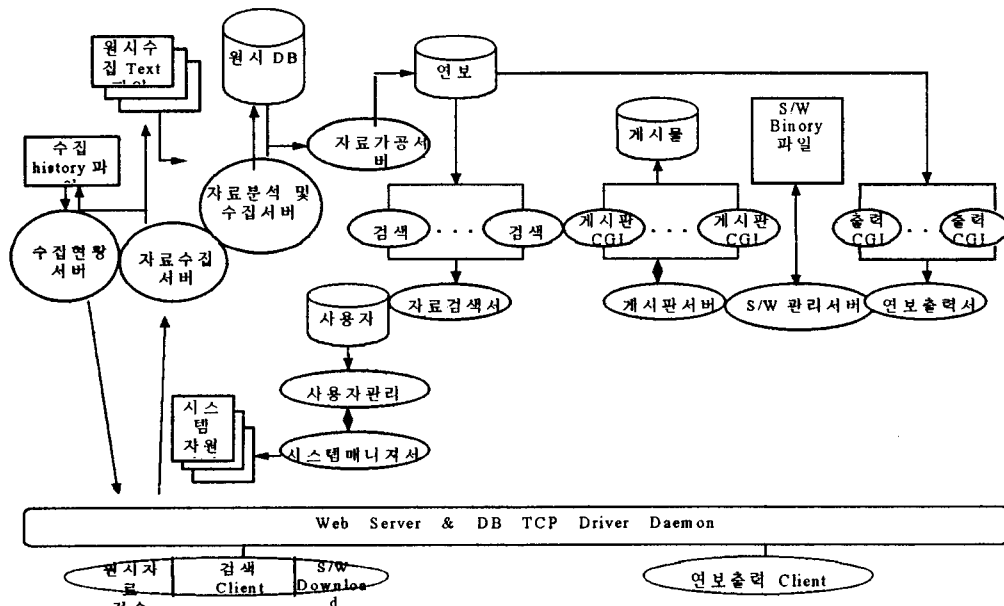 원시수
집 Text
원시 DB
연보
S/W
Binory
파일
게시물
수집
history 파
자료가공서
버
자료분석 및
수집서버
검색 . . . 검색
게시판
CGI
. . .
게시판
CGI
출력
CGI
. .
출력
CGI
수집현황
서버
자료수집
서버
사용자
자료검색서
게시판서버
S/W 관리서버
연보출력서
사용자관리
시스
템
자원
시스템매니져서
Web Server & DB TCP Driver Daemon
원시자
료
검색
Client
S/W
Downloa
d
연보출력 Client